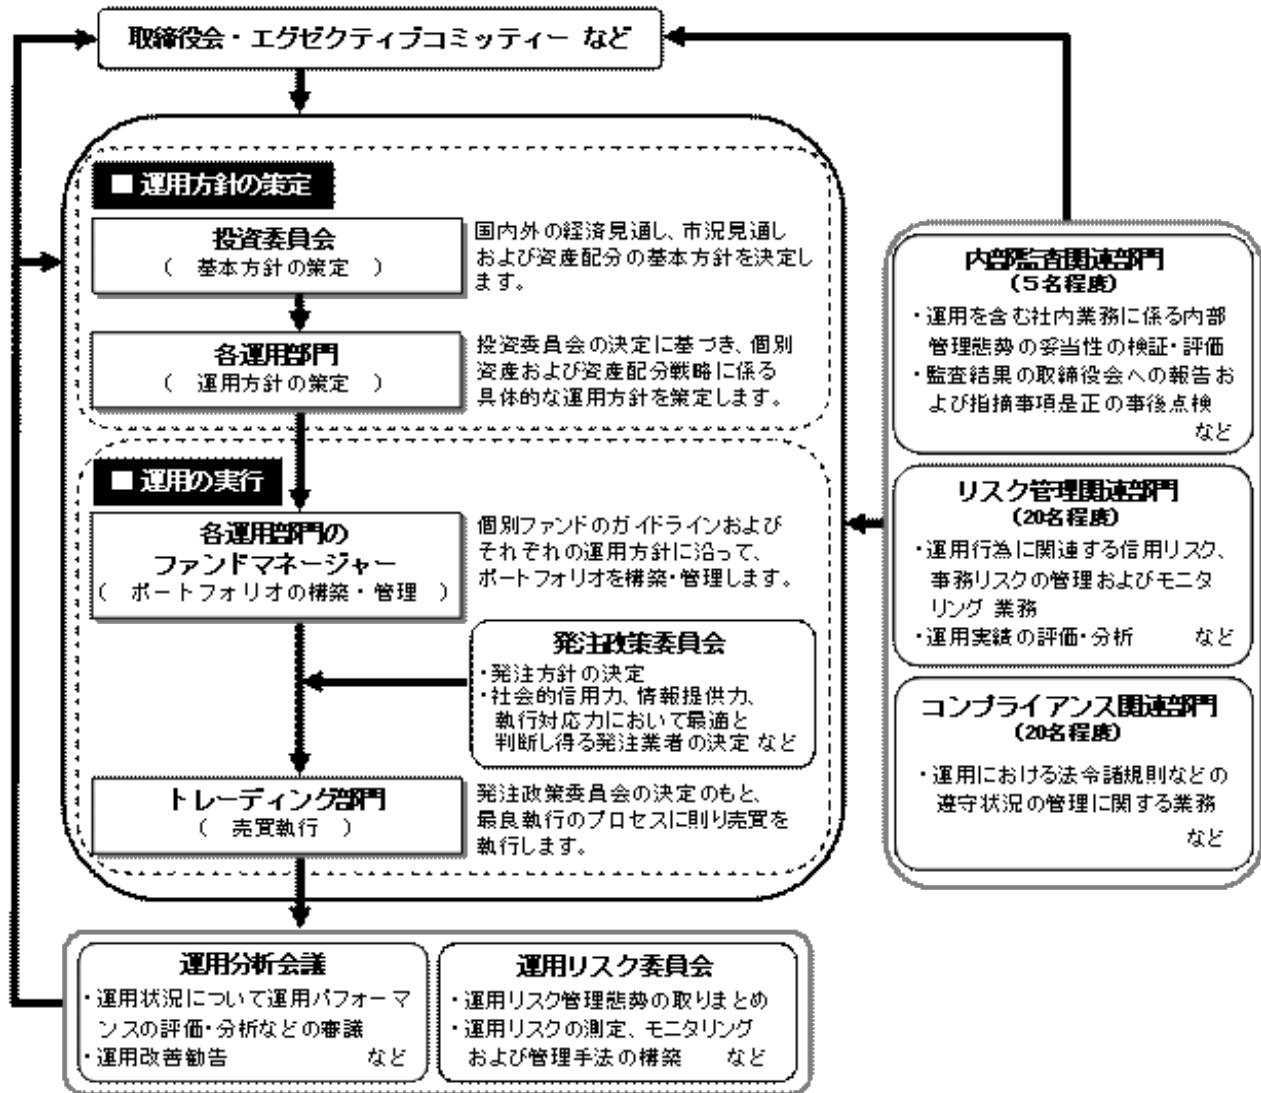 取締役会・エグゼクティブコミッティー など
■ 運用方針の策定
投資委員会
（　基本方針の策定　）
国内外の経済見通し、市況見通し
および資産配分の基本方針を決定し
ます。
各運用部門
（　運用方針の策定　）
投資委員会の決定に基づき、個別
資産および資産配分戦略に係る
具体的な運用方針を策定します。
■ 運用の実行
各運用部門の
ファンドマネージャー
（　ポートフォリオの構築・管理　）
個別ファンドのガイドラインおよび
それぞれの運用方針に沿って、
ポートフォリオを構築・管理します。
発注政策委員会
・発注方針の決定
・社会的信用力、情報提供力、
執行対応力において最適と
判断し得る発注業者の決定 など
トレーディング部門
（　売買執行　）
発注政策委員会の決定のもと、
最良執行のプロセスに則り売買を
執行します。
内部監査関連部門
（5名程度）
・運用を含む社内業務に係る内部
管理態勢の妥当性の検証・評価
・監査結果の取締役会への報告お
よび指摘事項是正の事後点検
など
リスク管理関連部門
（20名程度）
・運用行為に関連する信用リスク、
事務リスクの管理およびモニタ
リング 業務
・運用実績の評価・分析　　など
コンプライアンス関連部門
（20名程度）
・運用における法令諸規則などの
遵守状況の管理に関する業務
など
運用分析会議
・運用状況について運用パフォーマ
ンスの評価・分析などの審議
・運用改善勧告　　など
運用リスク委員会
・運用リスク管理態勢の取りまとめ
・運用リスクの測定、モニタリング
および管理手法の構築　　など